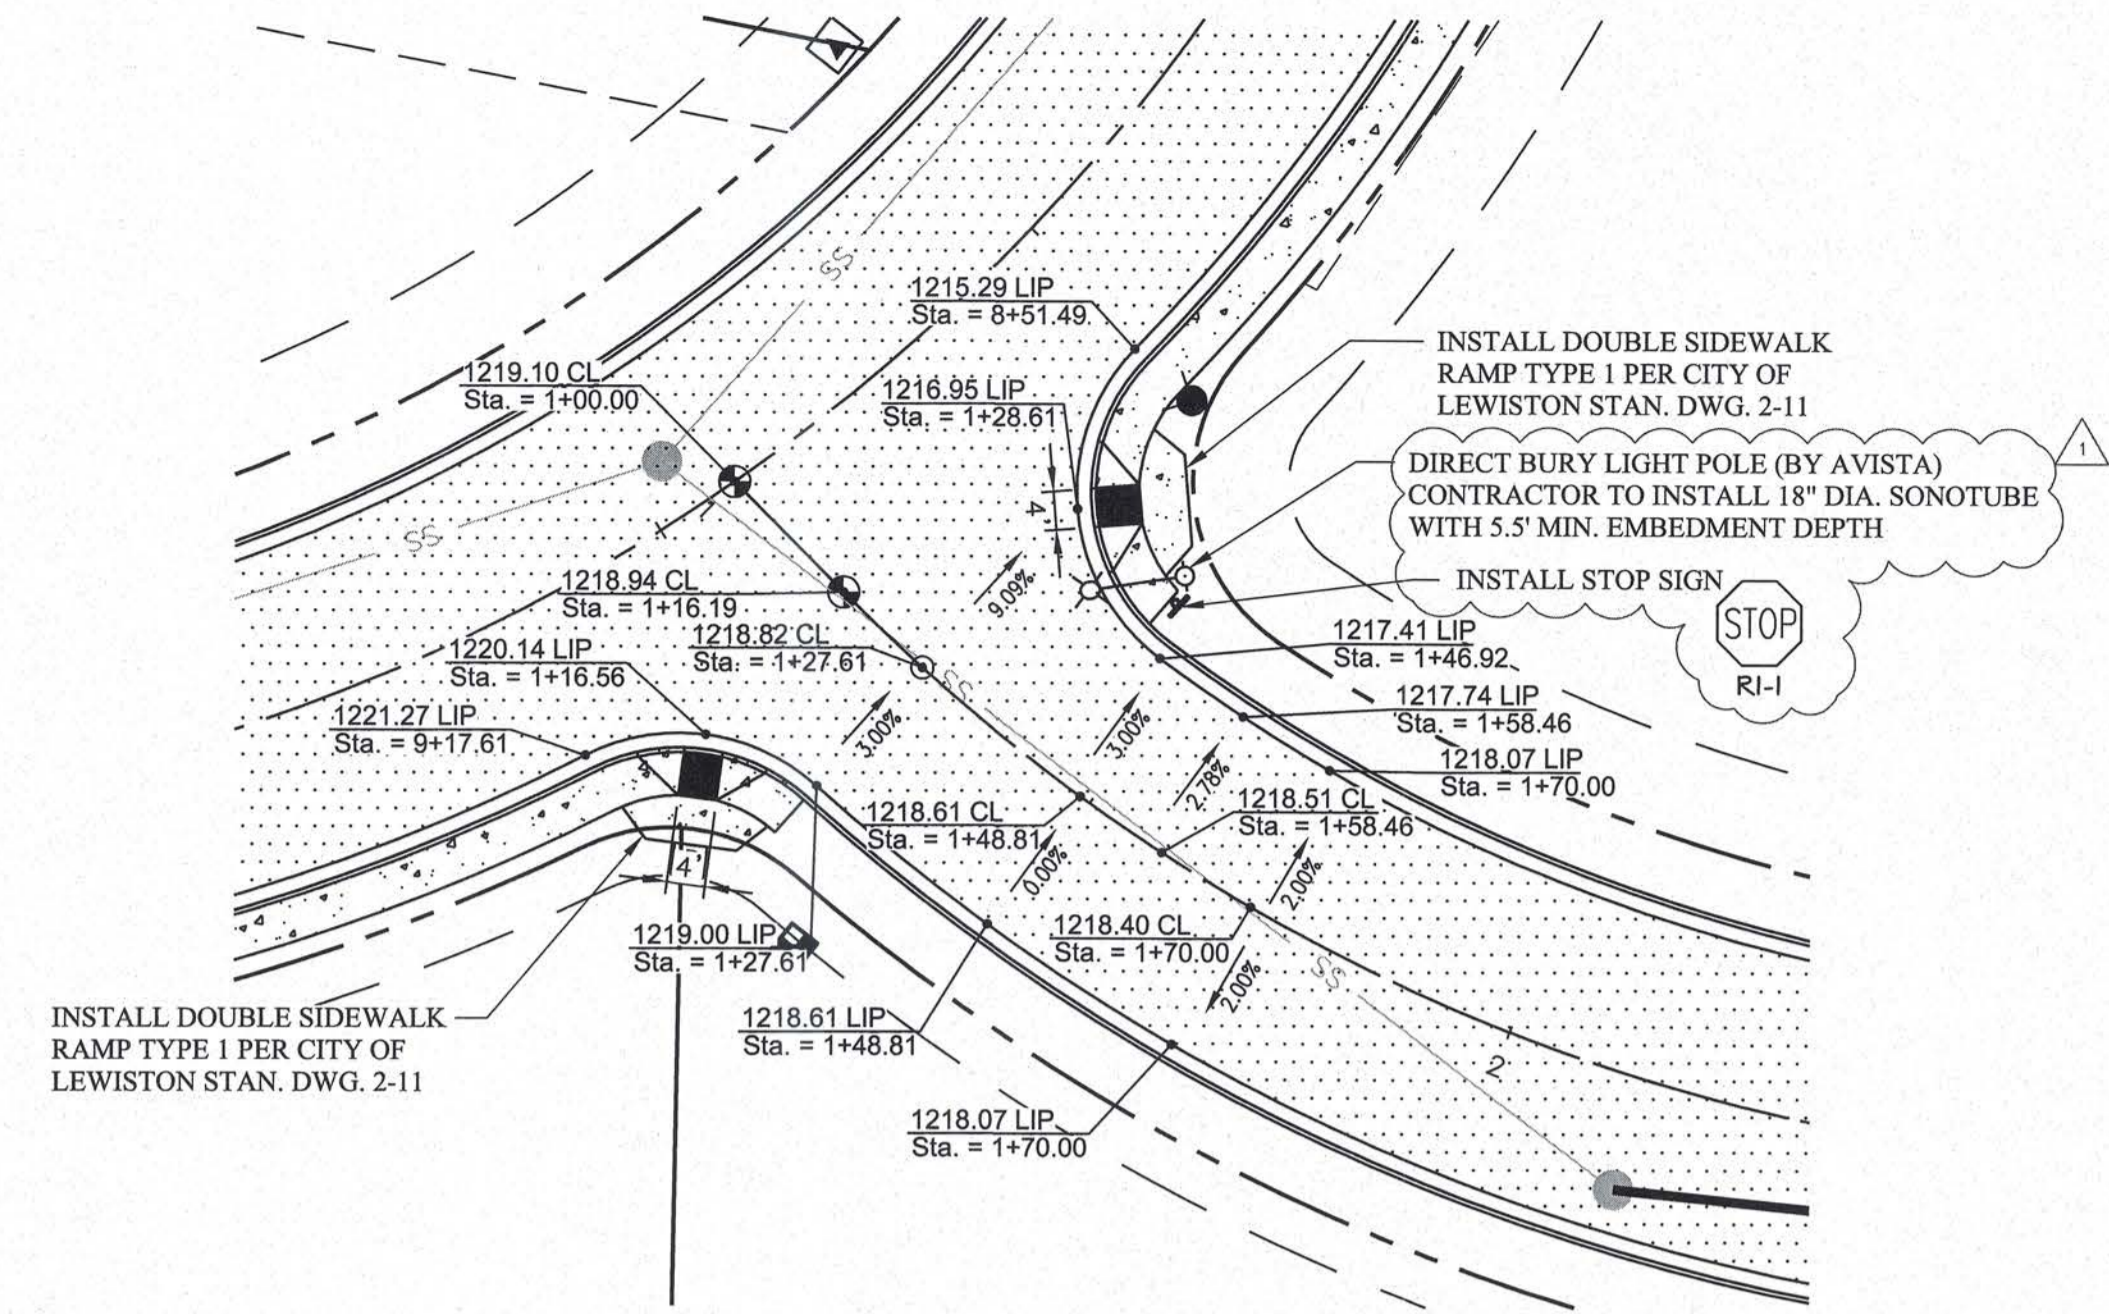 SS
1215.29 LIP
Sta. = 8+51.49
INSTALL DOUBLE SIDEWALK
RAMP TYPE 1 PER CITY OF
LEWISTON STAN. DWG. 2-11
1219.10 CL
Sta. = 1+00.00
1216.95 LIP
Sta. = 1+28.61
1
DIRECT BURY LIGHT POLE (BY AVISTA)
CONTRACTOR TO INSTALL 18" DIA. SONOTUBE
WITH 5.5' MIN. EMBEDMENT DEPTH
4'
SS
INSTALL STOP SIGN
STOP
R1-1
9.09%
1218.94 CL
Sta. = 1+16.19
1218.82 CL
Sta. = 1+27.61
1217.41 LIP
Sta. = 1+46.92
1220.14 LIP
Sta. = 1+16.56
SS
1217.74 LIP
Sta. = 1+58.46
1221.27 LIP
Sta. = 9+17.61
3.00%
3.00%
1218.07 LIP
Sta. = 1+70.00
2.78%
1218.61 CL
Sta. = 1+48.81
1218.51 CL
Sta. = 1+58.46
4'
0.00%
2.00%
1219.00 LIP
Sta. = 1+27.61
1218.40 CL
Sta. = 1+70.00
SS
2.00%
INSTALL DOUBLE SIDEWALK
RAMP TYPE 1 PER CITY OF
LEWISTON STAN. DWG. 2-11
1218.61 LIP
Sta. = 1+48.81
1
2
1218.07 LIP
Sta. = 1+70.00